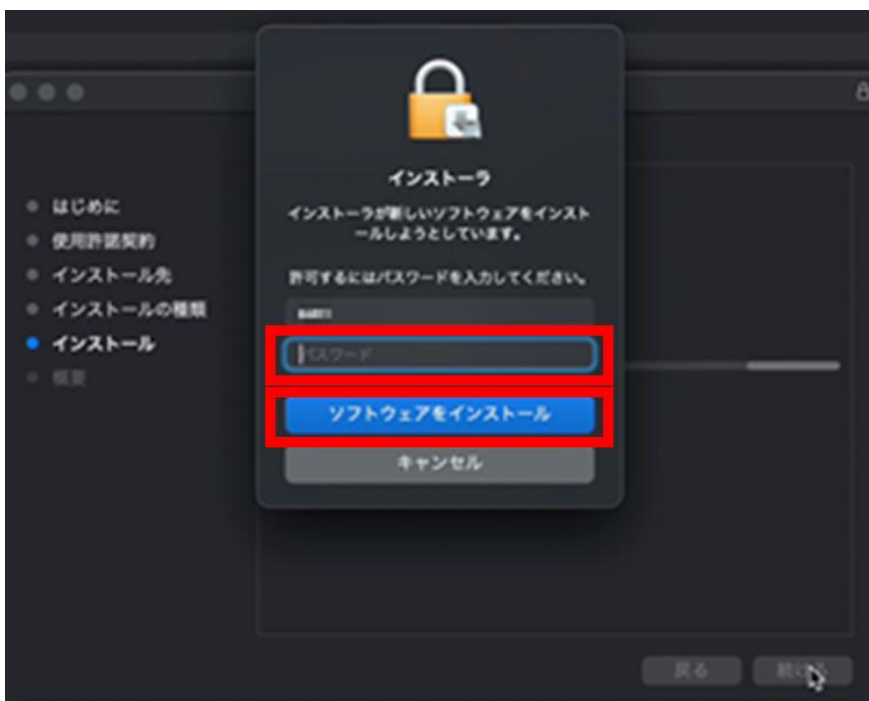 インストーラ
インストーラが新しいソフトウェアをインスト
ールしようとしています。
許可するにはパスワードを入力してください。
パスワード
ソフトウェアをインストール
キャンセル
はじめに
使用許諾契約
インストール先
インストールの種類
インストール
概要
戻る
続ける